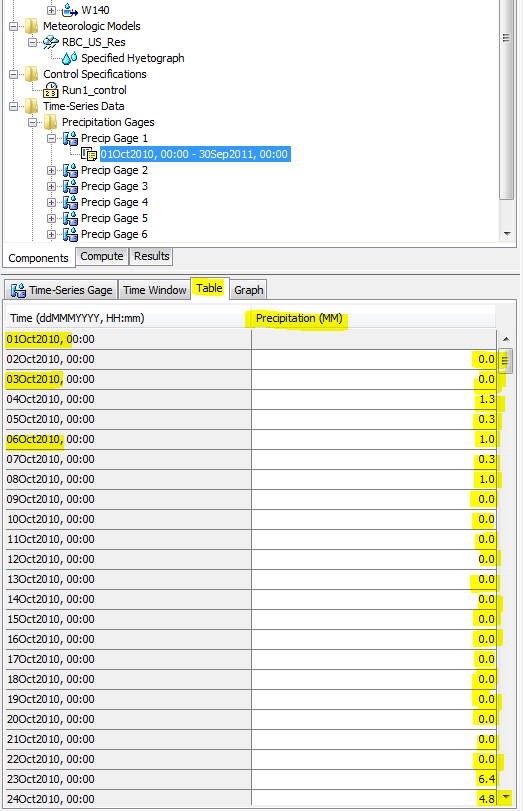 W140
Meteorologic Models
RBC_US_Res
Specified Hyetograph
Control Specifications
Run1_control
Time-Series Data
Precipitation Gages
Precip Gage 1
01Oct2010, 00:00 - 30Sep2011, 00:00
Precip Gage 2
Precip Gage 3
Precip Gage 4
Precip Gage 5
Precip Gage 6
Components Compute Results
Time-Series Gage Time Window Table Graph
Time (ddMMMYYYY, HH:mm) Precipitation (MM)
01Oct2010, 00:00
02Oct2010, 00:00 0.0
03Oct2010, 00:00 0.0
04Oct2010, 00:00 1.3
05Oct2010, 00:00 0.3
06Oct2010, 00:00 1.0
07Oct2010, 00:00 0.3
08Oct2010, 00:00 1.0
09Oct2010, 00:00 0.0
10Oct2010, 00:00 0.0
11Oct2010, 00:00 0.0
12Oct2010, 00:00 0.0
13Oct2010, 00:00 0.0
14Oct2010, 00:00 0.0
15Oct2010, 00:00 0.0
16Oct2010, 00:00 0.0
17Oct2010, 00:00 0.0
18Oct2010, 00:00 0.0
19Oct2010, 00:00 0.0
20Oct2010, 00:00 0.0
21Oct2010, 00:00 0.0
22Oct2010, 00:00 0.0
23Oct2010, 00:00 6.4
24Oct2010, 00:00 4.8